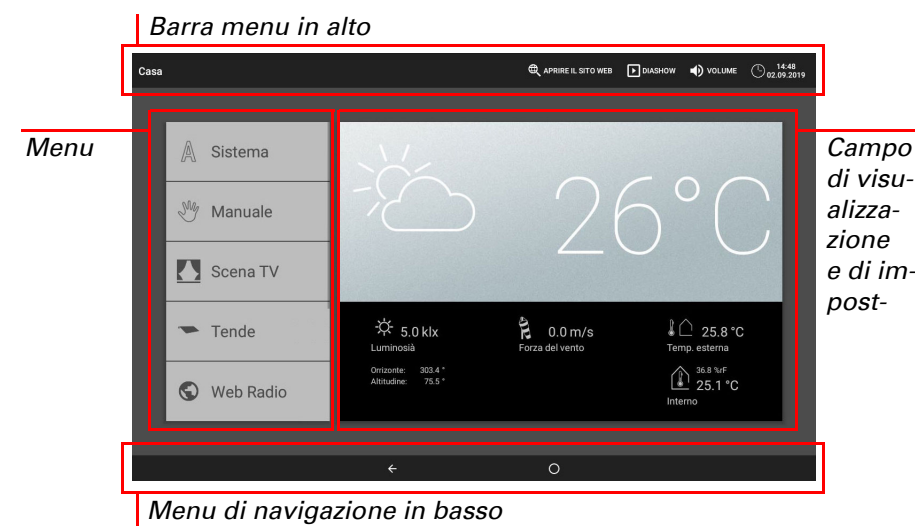 Barra menu in alto
Casa
APRIRE IL SITO WEB
DIASHOW
VOLUME
14:48
02.09.2019
Menu
Sistema
Manuale
Scena TV
Tende
Web Radio
26°C
5.0 klx
Luminosià
Orrizonte: 303.4 °
Altitudine: 75.5 °
0.0 m/s
Forza del vento
25.8 °C
Temp. esterna
36.8 %rF
25.1 °C
Interno
Campo
di visu-
alizza-
zione
e di im-
post-
Menu di navigazione in basso